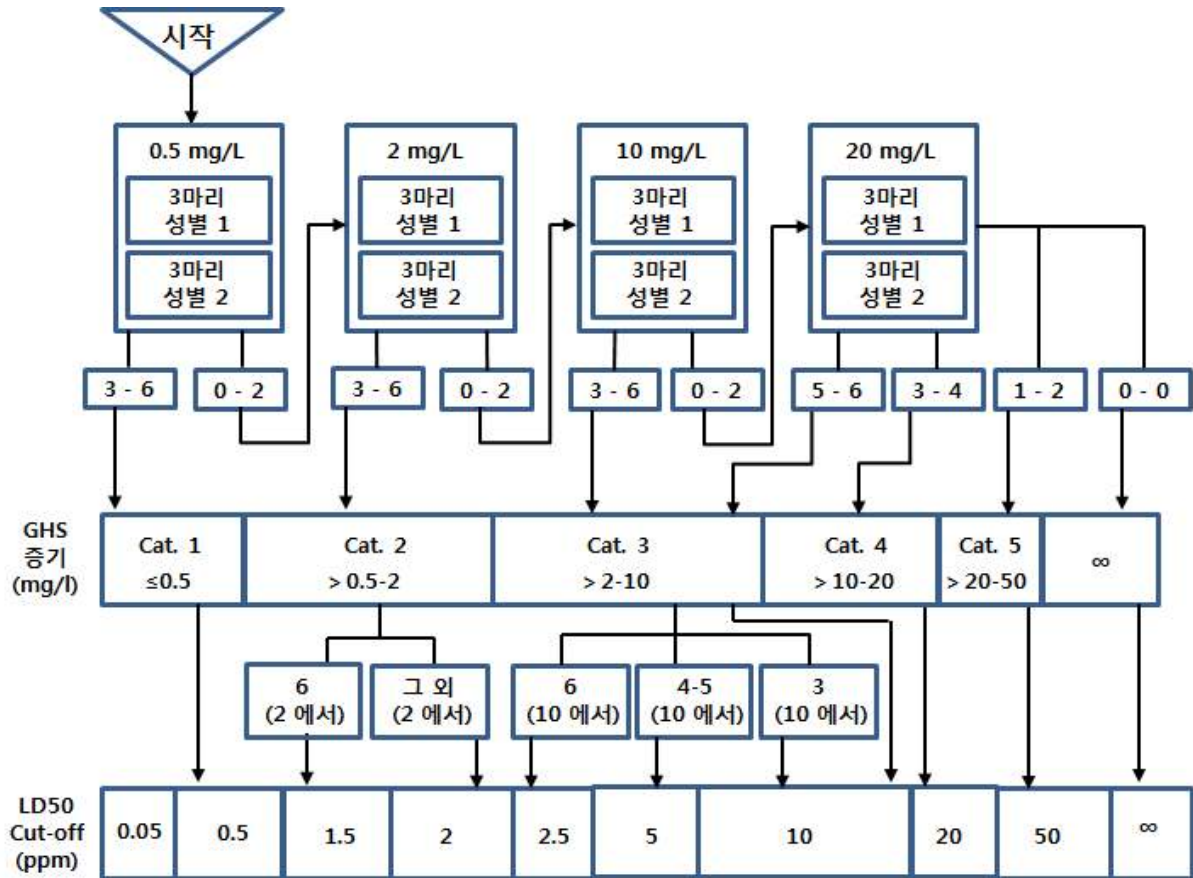 시작
0.5 mg/L
3마리
성별 1
3마리
성별 2
2 mg/L
3마리
성별 1
3마리
성별 2
10 mg/L
3마리
성별 1
3마리
성별 2
20 mg/L
3마리
성별 1
3마리
성별 2
3 - 6
0 - 2
3 - 6
0 - 2
3 - 6
0 - 2
5 - 6
3 - 4
1 - 2
0 - 0
GHS
증기
(mg/l)
Cat. 1
≤0.5
Cat. 2
> 0.5-2
Cat. 3
> 2-10
Cat. 4
> 10-20
Cat. 5
> 20-50
∞
6
(2 에서)
그 외
(2 에서)
6
(10 에서)
4-5
(10 에서)
3
(10 에서)
LD50
Cut-off
(ppm)
0.05
0.5
1.5
2
2.5
5
10
20
50
∞